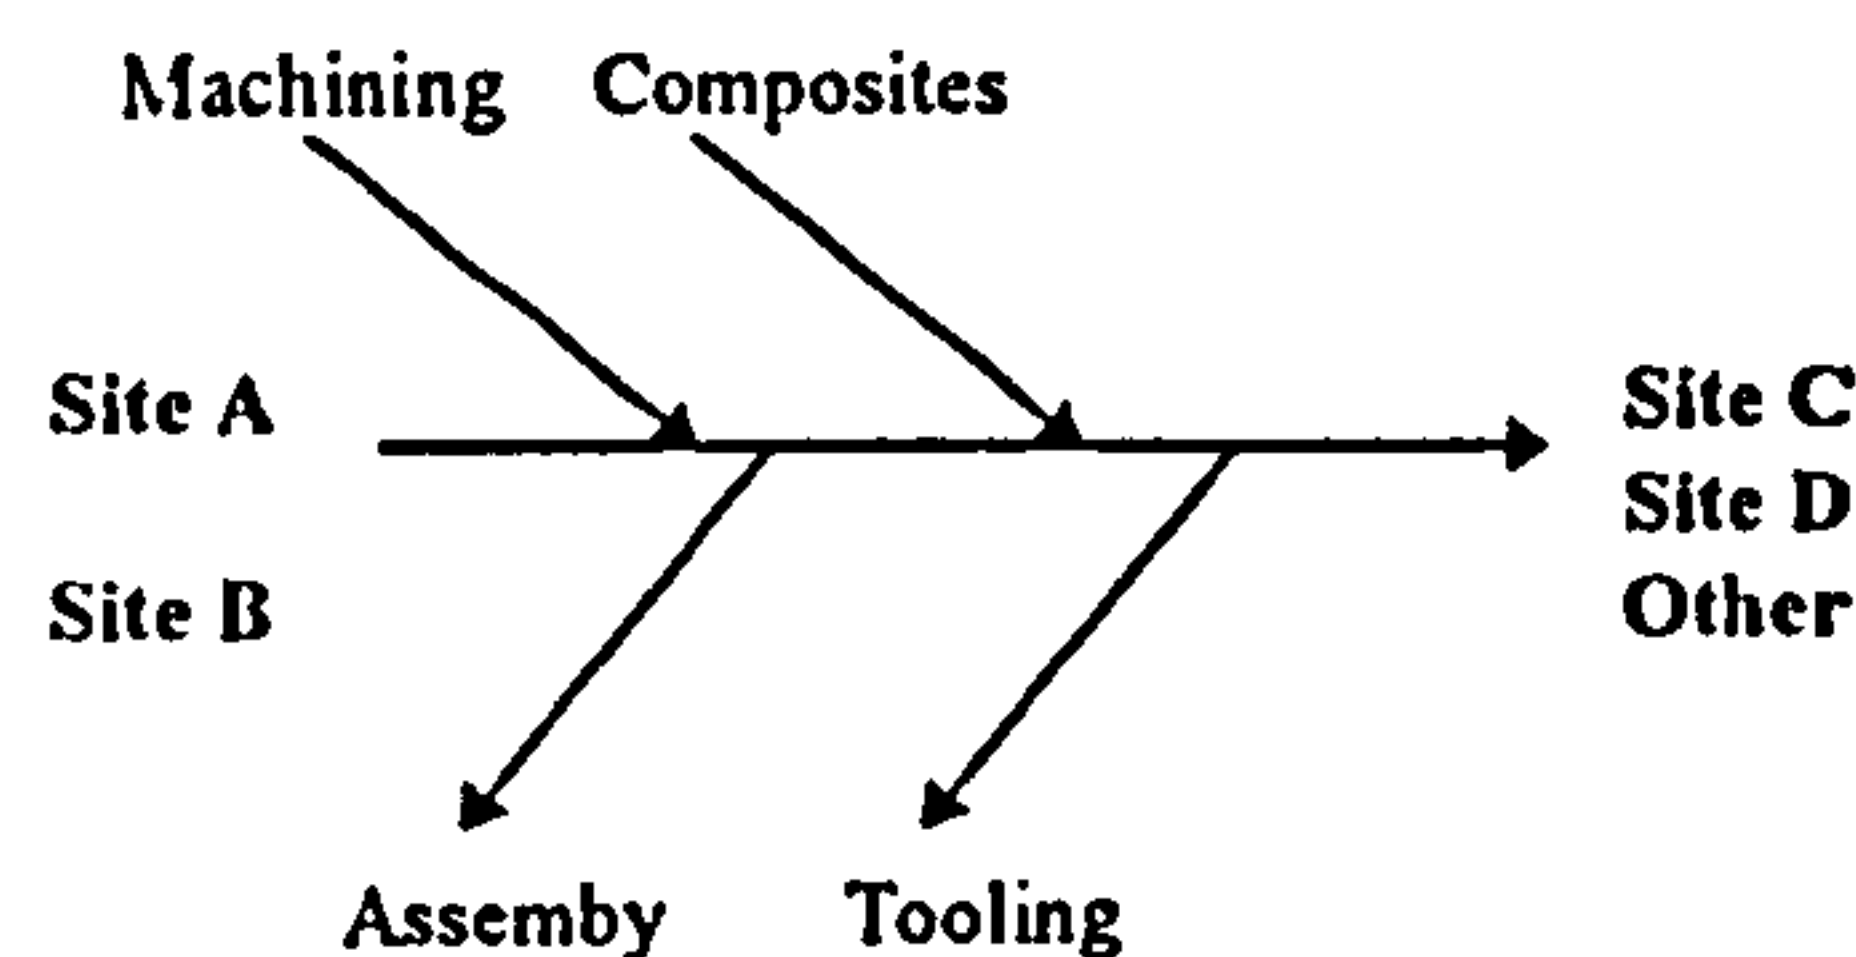 Machining Composites
Site A
Site B
Site C
Site D
Other
Assemby Tooling